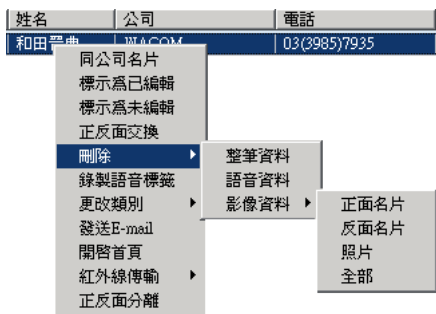 姓名 公司 電話
和田晋典 WACOM 03(3985)7935
同公司名片
標示為已編輯
標示為未編輯
正反面交換
刪除
錄製語音標籤
更改類別
發送E-mail
開啓首頁
紅外線傳輸
正反面分離
整筆資料
語音資料
影像資料
正面名片
反面名片
照片
全部